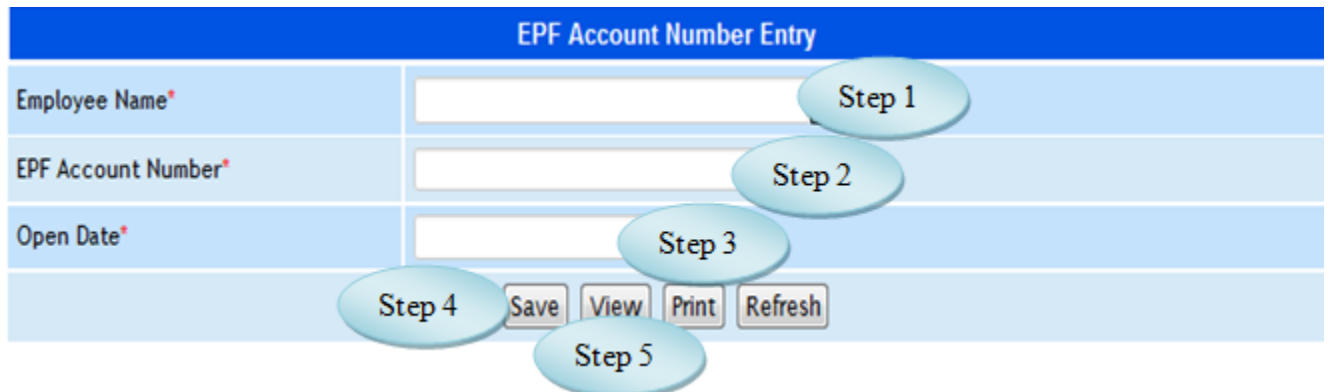 EPF Account Number Entry
Employee Name*
Step 1
EPF Account Number*
Step 2
Open Date*
Step 3
Step 4 Save View Print Refresh
Step 5